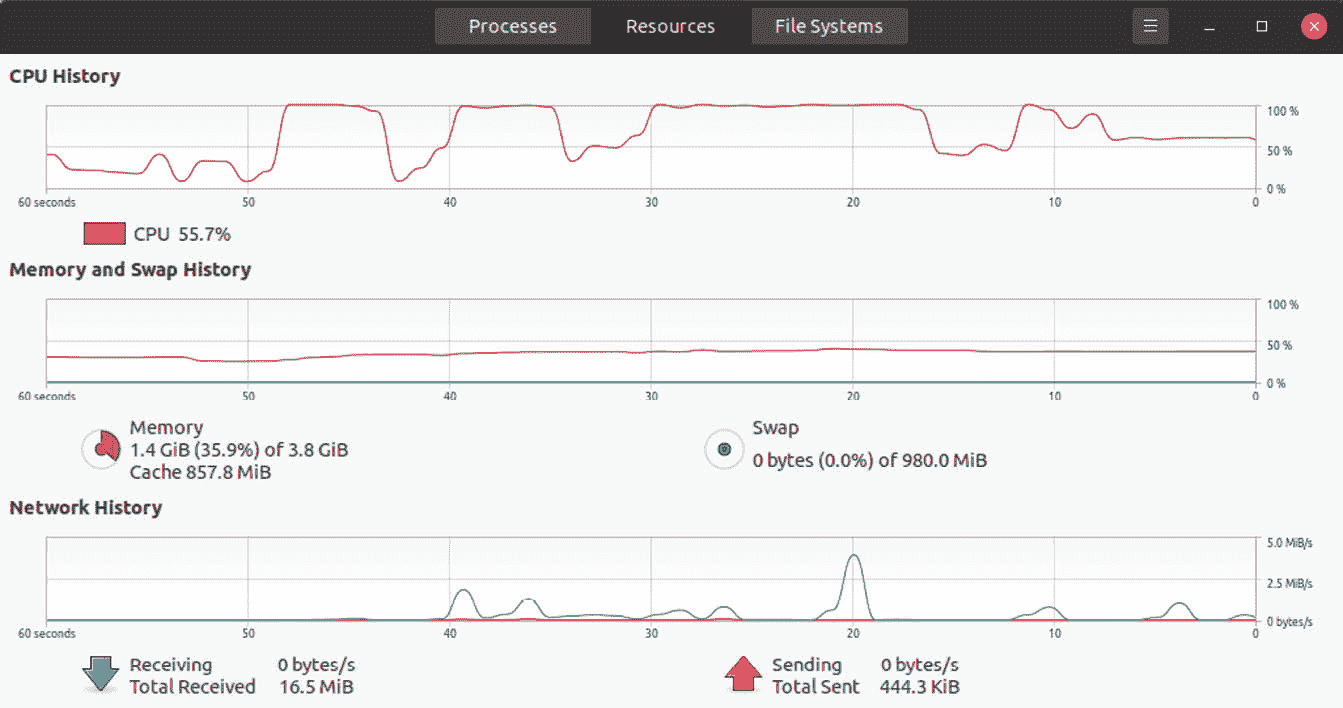 Processes Resources File Systems
CPU History
100 %
50 %
0 %
60 seconds 50 40 30 20 10 0
CPU 55.7%
Memory and Swap History
100 %
50 %
0 %
60 seconds 50 40 30 20 10 0
Memory
1.4 GiB (35.9%) of 3.8 GiB
Cache 857.8 MiB
Swap
0 bytes (0.0%) of 980.0 MiB
Network History
5.0 MiB/s
2.5 MiB/s
0 bytes/s
60 seconds 50 40 30 20 10 0
Receiving 0 bytes/s
Total Received 16.5 MiB
Sending 0 bytes/s
Total Sent 444.3 KiB